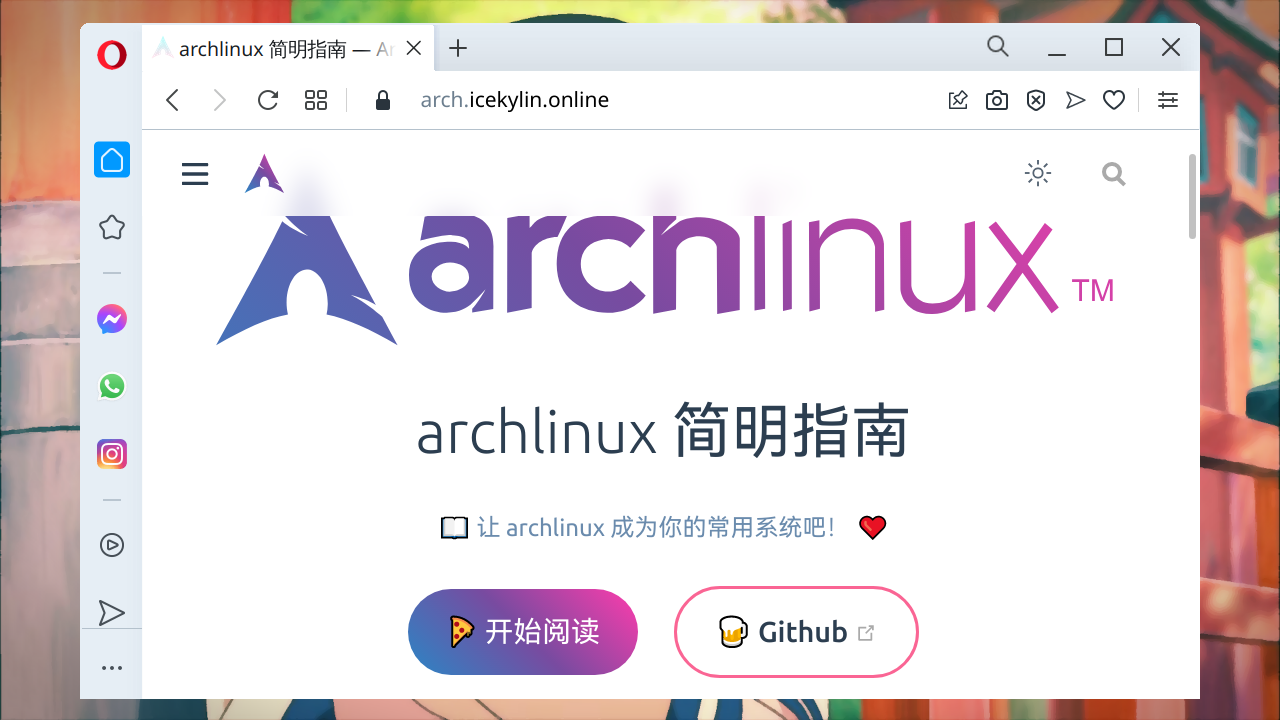 archlinux 简明指南 — Ar
arch.icekylin.online
archlinux TM
archlinux 简明指南
让 archlinux 成为你的常用系统吧！
开始阅读
Github